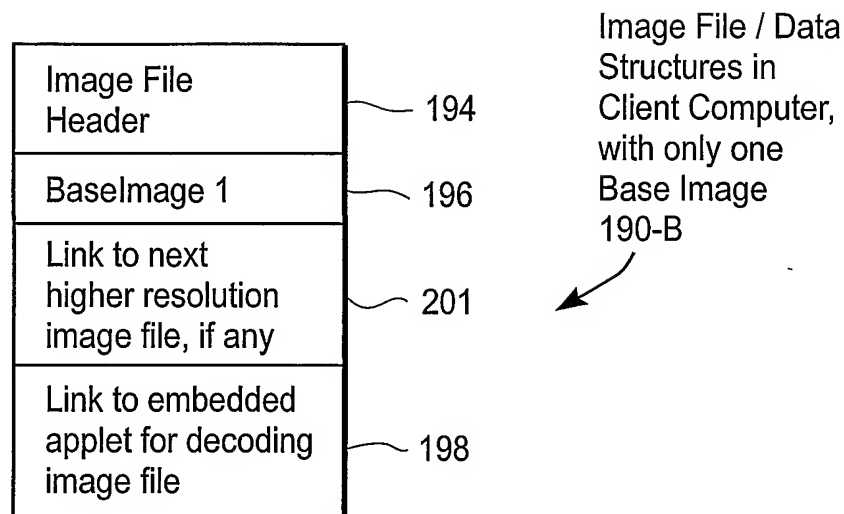 Image File
Header
194
BaseImage 1
196
Link to next
higher resolution
image file, if any
201
Link to embedded
applet for decoding
image file
198
Image File / Data
Structures in
Client Computer,
with only one
Base Image
190-B